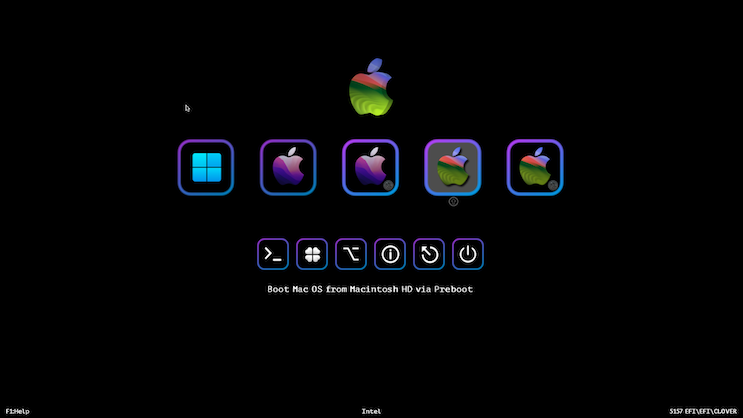 Boot Mac OS from Macintosh HD via Preboot
F1:Help
Intel
5157 EFI\EFI\CLOVER